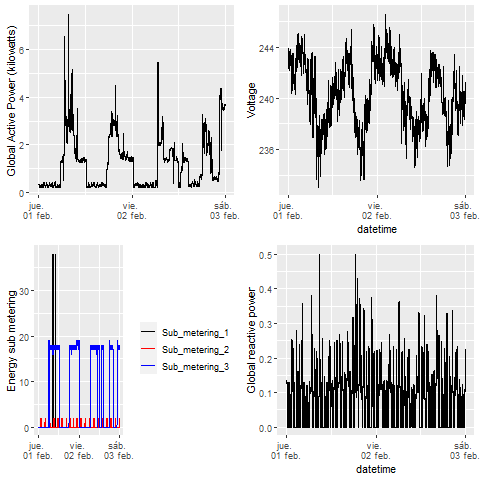 Global Active Power (kilowatts)
6
4
2
0
jue.
01 feb.
vie.
02 feb.
sáb.
03 feb.
Voltage
244
240
236
jue.
01 feb.
vie.
02 feb.
sáb.
03 feb.
datetime
Energy sub metering
30
20
10
0
jue.
01 feb.
vie.
02 feb.
sáb.
03 feb.
Sub_metering_1
Sub_metering_2
Sub_metering_3
Global reactive power
0.5
0.4
0.3
0.2
0.1
0.0
jue.
01 feb.
vie.
02 feb.
sáb.
03 feb.
datetime